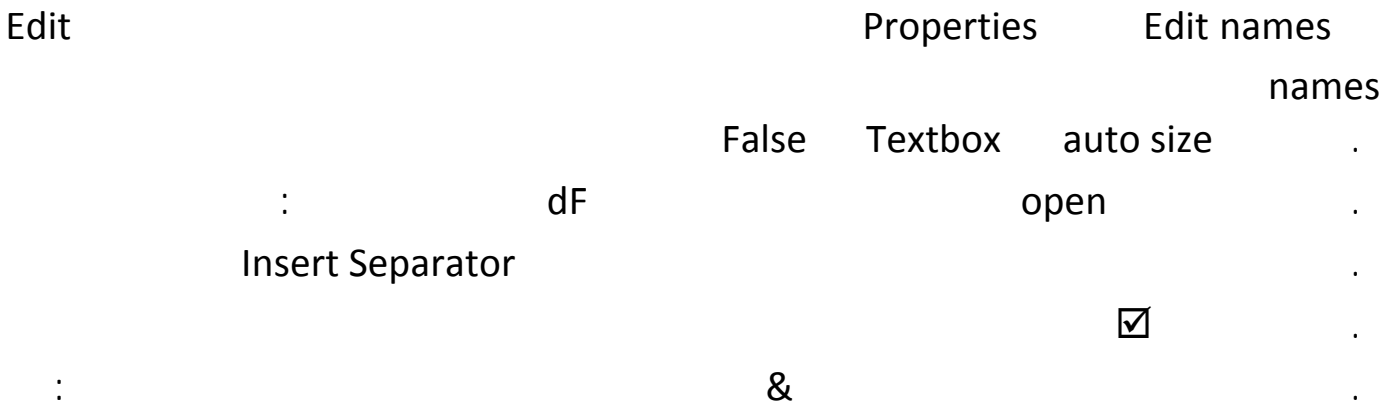 Edit Properties Edit names
names
False Textbox auto size .
: dF open .
Insert Separator .
☑ .
: & .